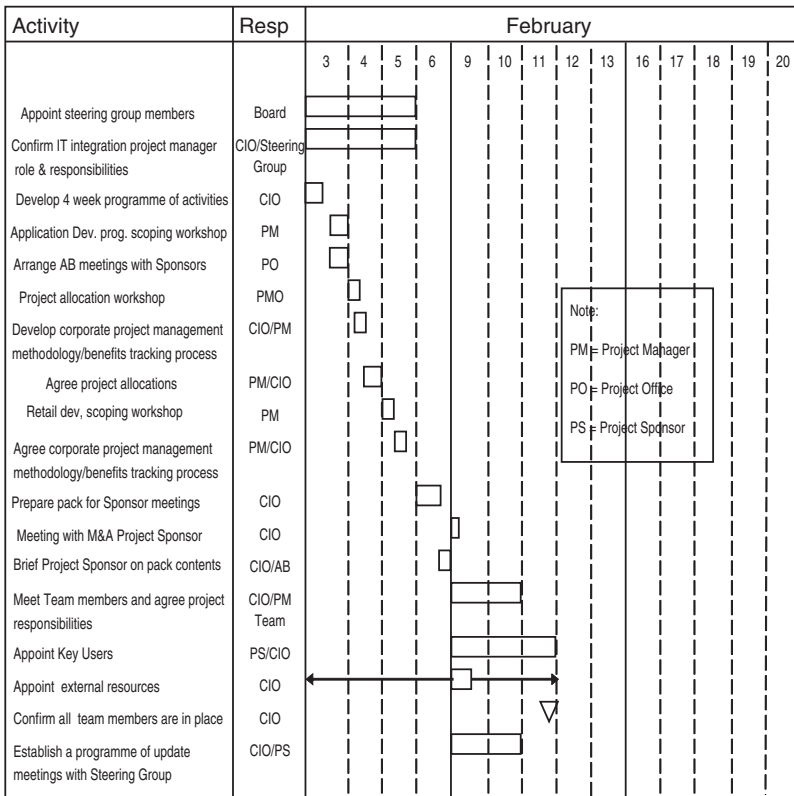 Activity Resp February
3 4 5 6 9 10 11 12 13 16 17 18 19 20
Appoint steering group members Board
Confirm IT integration project manager CIO/Steering
role & responsibilities Group
Develop 4 week programme of activities CIO
Application Dev. prog. scoping workshop PM
Arrange AB meetings with Sponsors PO
Project allocation workshop PMO
Develop corporate project management CIO/PM
methodology/benefits tracking process
Agree project allocations PM/CIO
Retail dev, scoping workshop PM
Agree corporate project management PM/CIO
methodology/benefits tracking process
Prepare pack for Sponsor meetings CIO
Meeting with M&A Project Sponsor CIO
Brief Project Sponsor on pack contents CIO/AB
Meet Team members and agree project CIO/PM
responsibilities Team
Appoint Key Users PS/CIO
Appoint external resources CIO
Confirm all team members are in place CIO
Establish a programme of update CIO/PS
meetings with Steering Group
Note:
PM = Project Manager
PO = Project Office
PS = Project Sponsor